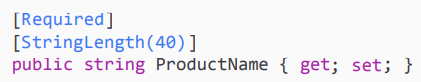 [Required]
[StringLength(40)]
public string ProductName { get; set; }